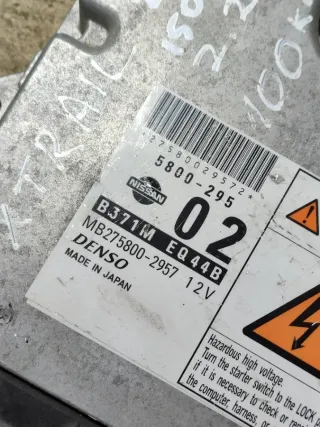 X TRAIL
2.2
100K
*275800295 72*
5800-295
NISSAN
02
B371M EQ44B
MB275800-2957 12V
DENSO
MADE IN JAPAN
Hazardous high voltage.
Turn the starter switch to the LOCK
if it is necessary to check or
the computer, harness, or